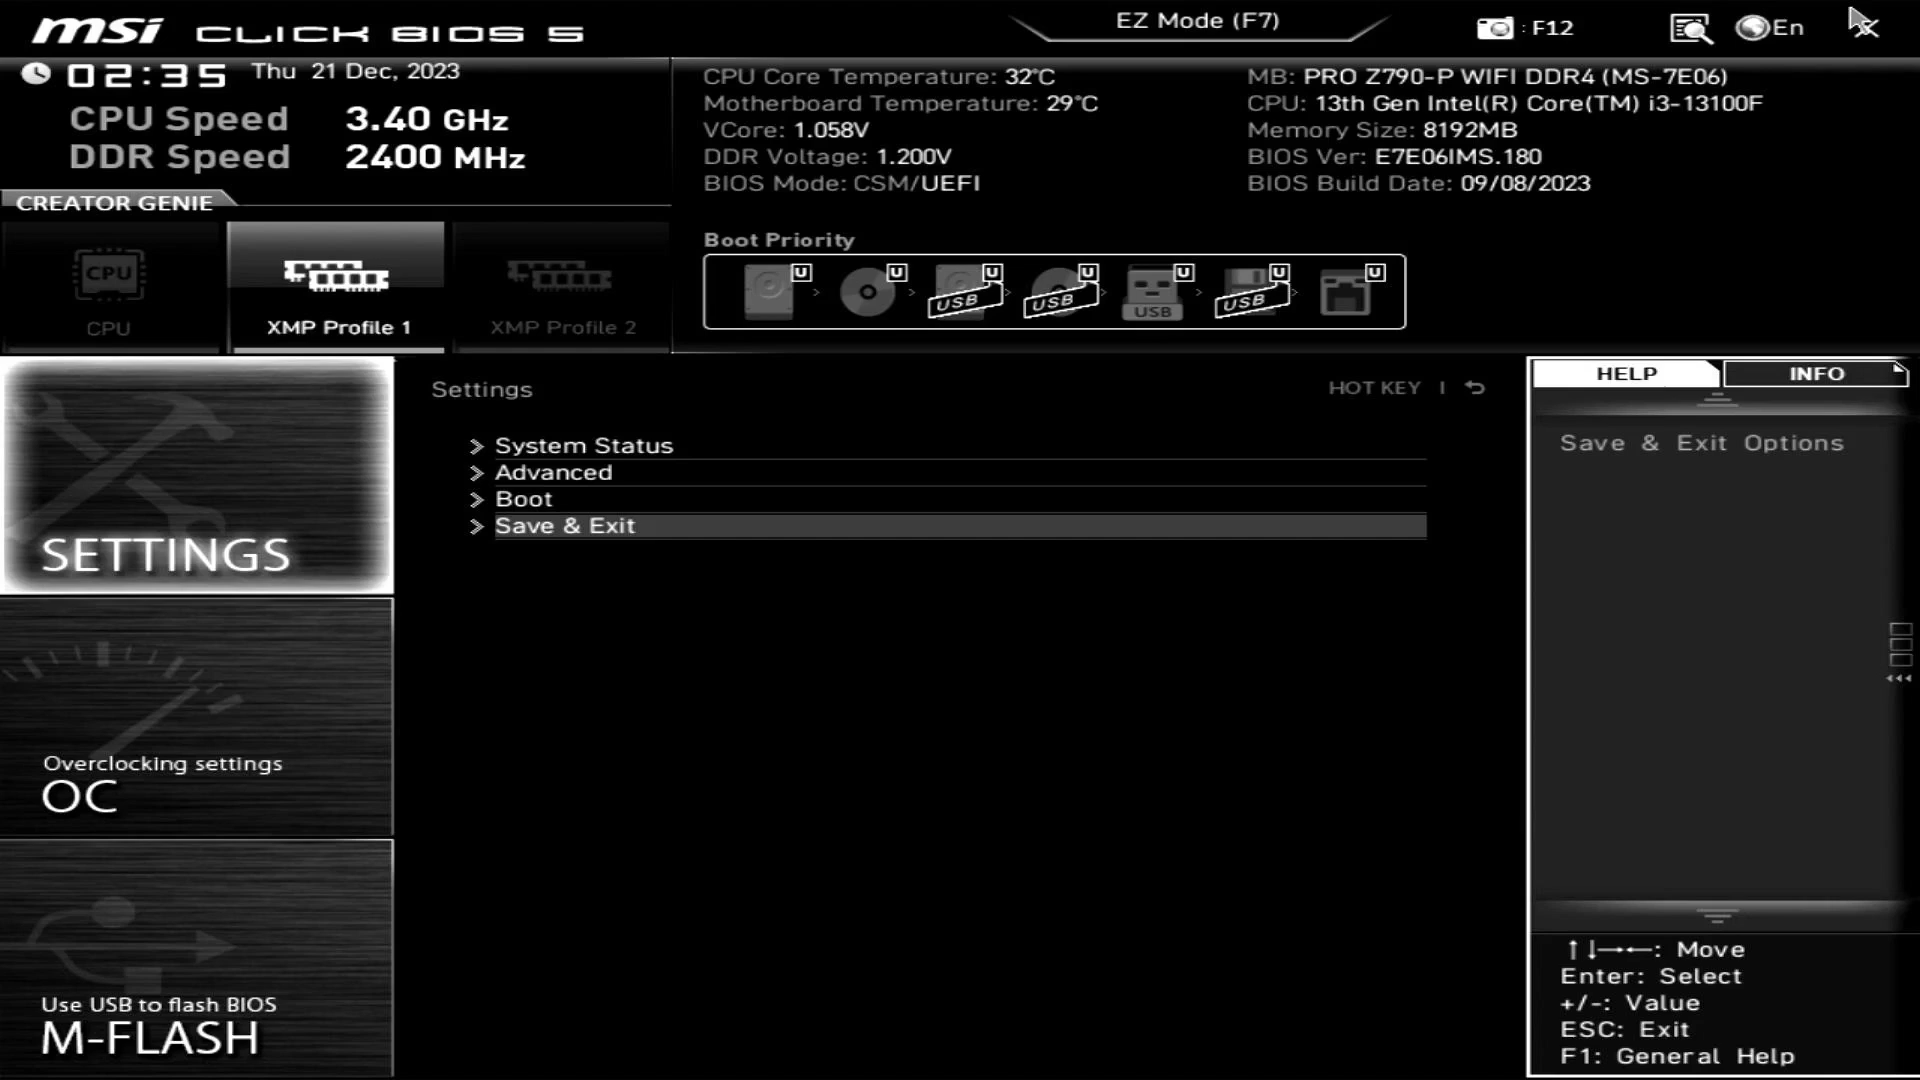 msi CLICK BIOS 5
EZ Mode (F7)
: F12
En
02:35 Thu 21 Dec, 2023
CPU Speed 3.40 GHz
DDR Speed 2400 MHz
CREATOR GENIE
CPU
CPU
XMP Profile 1
XMP Profile 2
CPU Core Temperature: 32°C
Motherboard Temperature: 29°C
VCore: 1.058V
DDR Voltage: 1.200V
BIOS Mode: CSM/UEFI
MB: PRO Z790-P WIFI DDR4 (MS-7E06)
CPU: 13th Gen Intel(R) Core(TM) i3-13100F
Memory Size: 8192MB
BIOS Ver: E7E06IMS.180
BIOS Build Date: 09/08/2023
Boot Priority
U U U U U U U
USB USB USB USB
SETTINGS
Overclocking settings
OC
Use USB to flash BIOS
M-FLASH
Settings
HOT KEY |
System Status
Advanced
Boot
Save & Exit
HELP
INFO
Save & Exit Options
↑↓→←: Move
Enter: Select
+/-: Value
ESC: Exit
F1: General Help